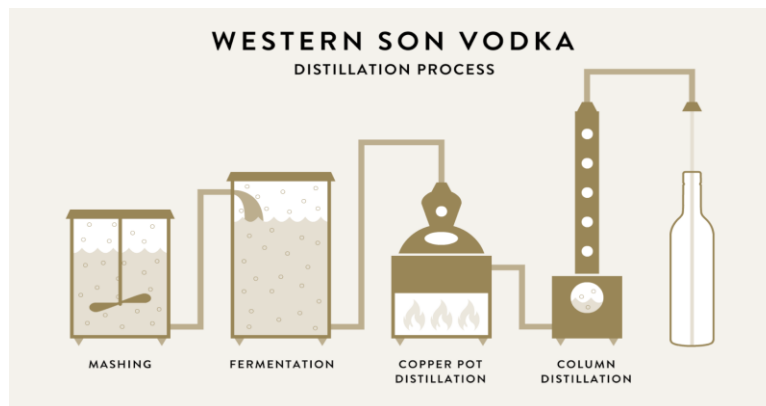 WESTERN SON VODKA
DISTILLATION PROCESS
MASHING
FERMENTATION
COPPER POT
DISTILLATION
COLUMN
DISTILLATION